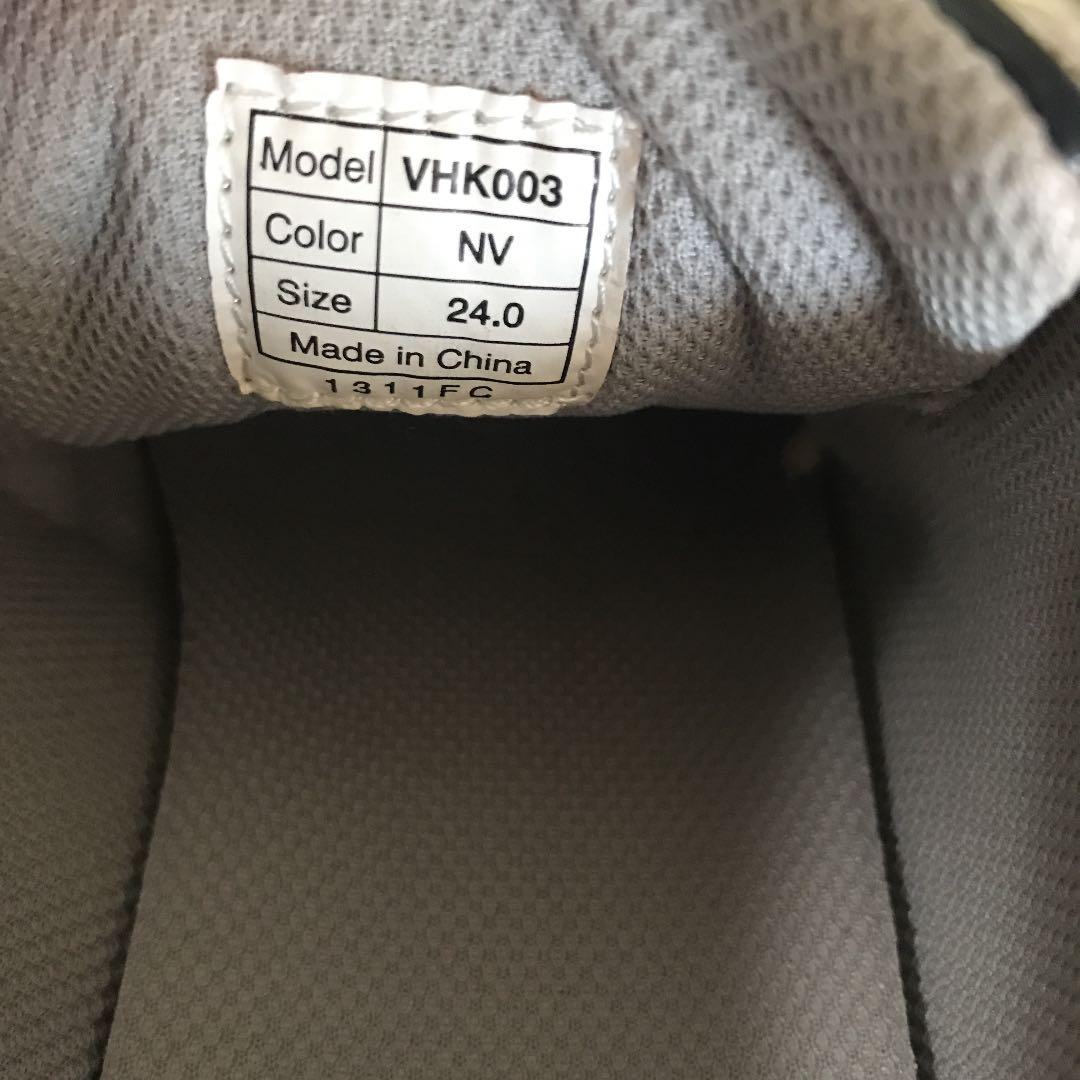 Model VHK003
Color NV
Size 24.0
Made in China
1311FC